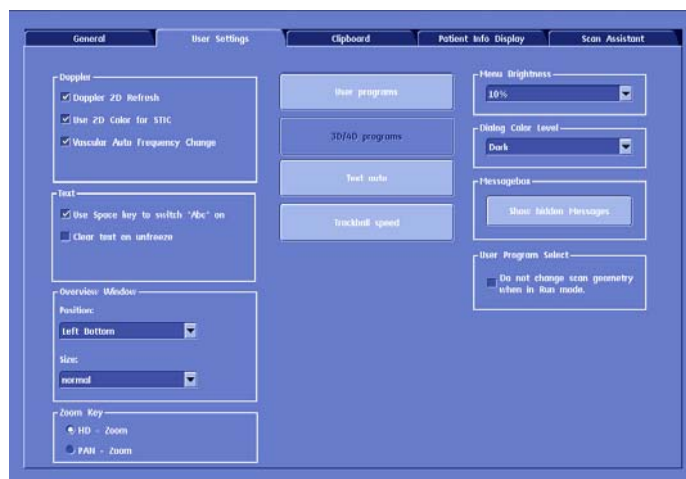 General
User Settings
Clipboard
Patient Info Display
Scan Assistant
Doppler
Doppler 2D Refresh
Use 2D Color for STIC
Vascular Auto Frequency Change
Text
Use Space key to switch "Abc" on
Clear text on unfreeze
Overview Window
Position:
Left Bottom
Size:
normal
Zoom Key
HD - Zoom
PAN - Zoom
User programs
3D/4D programs
Text auto
Trackball speed
Menu Brightness
10%
Dialog Color Level
Dark
Messagebox
Show hidden Messages
User Program Select
Do not change scan geometry
when in Run mode.